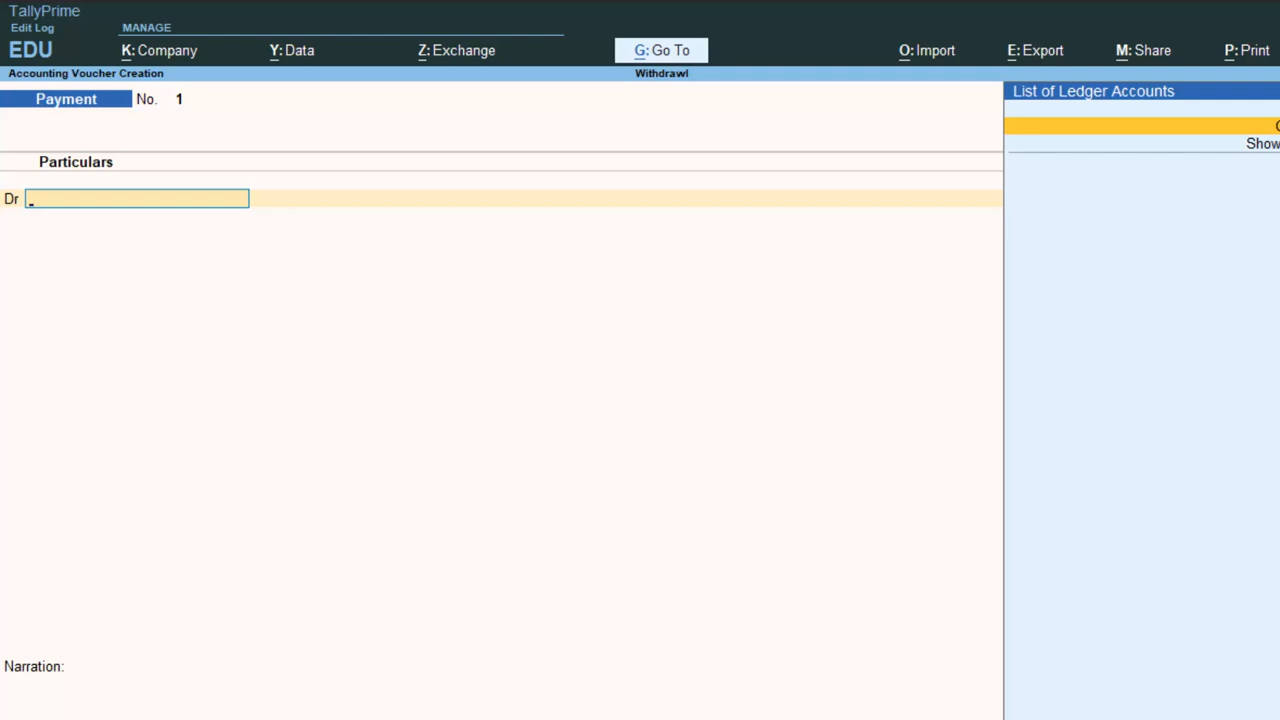 TallyPrime
Edit Log
MANAGE
EDU
K: Company
Y: Data
Z: Exchange
G: Go To
O: Import
E: Export
M: Share
P: Print
Accounting Voucher Creation
Withdrawl
Payment No. 1
List of Ledger Accounts
Show
Particulars
Dr
Narration: